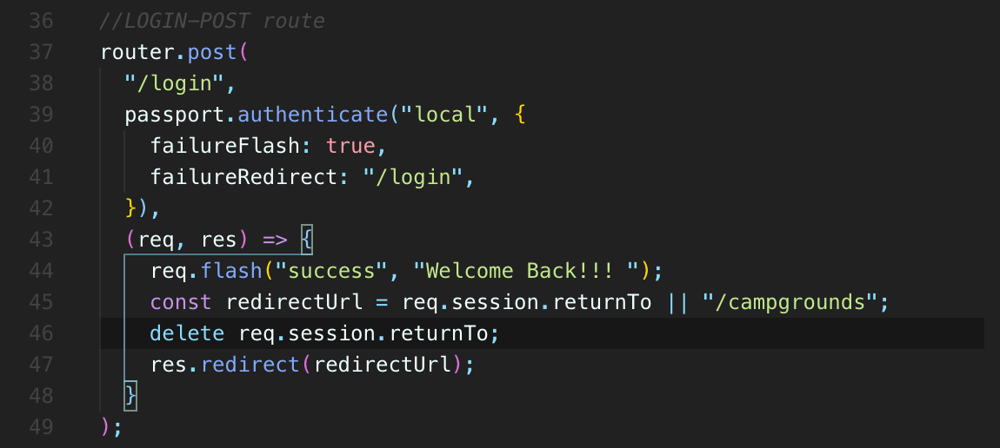 36 //LOGIN-POST route
37 router.post(
38 "/login",
39 passport.authenticate("local", {
40 failureFlash: true,
41 failureRedirect: "/login",
42 }),
43 (req, res) => {
44 req.flash("success", "Welcome Back!!! ");
45 const redirectUrl = req.session.returnTo || "/campgrounds";
46 delete req.session.returnTo;
47 res.redirect(redirectUrl);
48 }
49 );